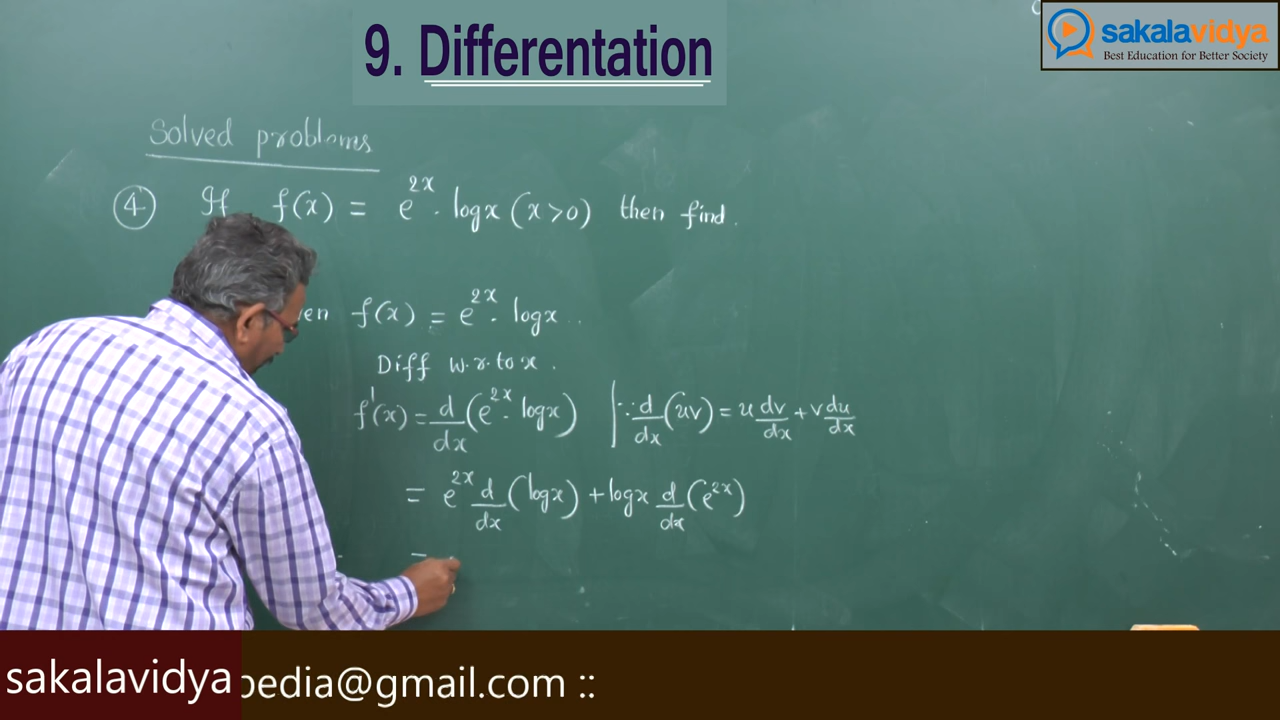 9. Differentation
sakalavidya
Best Education for Better Society
Solved problems
④ If f(x) = e^{2x} . logx (x>0) then find.
en f(x) = e^{2x} . logx .
Diff w.r.to x .
f'(x) = d/dx (e^{2x} . logx) | ∵ d/dx (uv) = u dv/dx + v du/dx
= e^{2x} d/dx (logx) + logx d/dx (e^{2x})
=
sakalavidya pedia@gmail.com ::